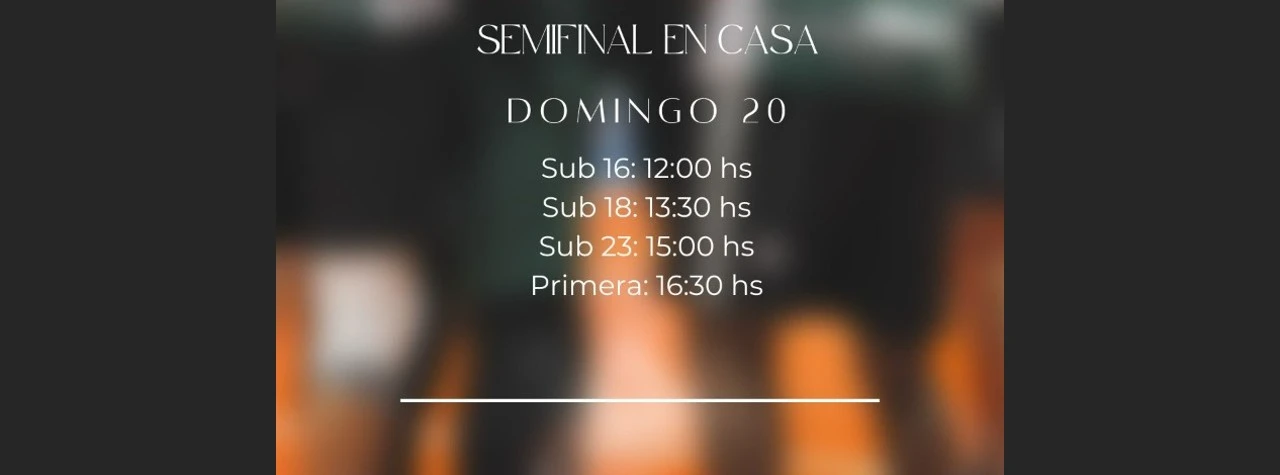 SEMIFINAL EN CASA
DOMINGO 20
Sub 16: 12:00 hs
Sub 18: 13:30 hs
Sub 23: 15:00 hs
Primera: 16:30 hs